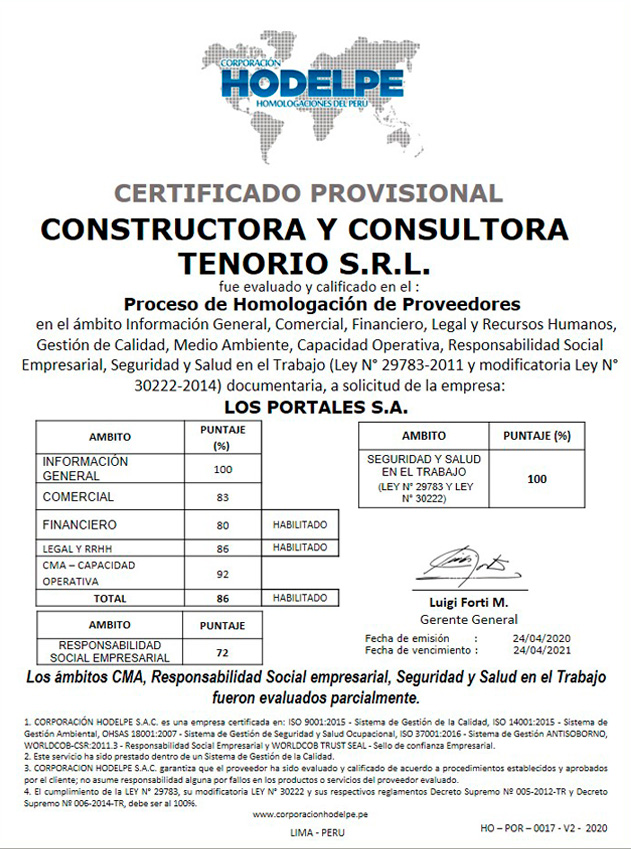 CORPORACIÓN
HODELPE
HOMOLOGACIONES DEL PERU
CERTIFICADO PROVISIONAL
CONSTRUCTORA Y CONSULTORA
TENORIO S.R.L.
fue evaluado y calificado en el :
Proceso de Homologación de Proveedores
en el ámbito Información General, Comercial, Financiero, Legal y Recursos Humanos,
Gestión de Calidad, Medio Ambiente, Capacidad Operativa, Responsabilidad Social
Empresarial, Seguridad y Salud en el Trabajo (Ley N° 29783-2011 y modificatoria Ley N°
30222-2014) documentaria, a solicitud de la empresa:
LOS PORTALES S.A.
AMBITO PUNTAJE (%)
INFORMACIÓN GENERAL 100
COMERCIAL 83
FINANCIERO 80 HABILITADO
LEGAL Y RRHH 86 HABILITADO
CMA – CAPACIDAD OPERATIVA 92
TOTAL 86 HABILITADO
AMBITO PUNTAJE
RESPONSABILIDAD SOCIAL EMPRESARIAL 72
AMBITO PUNTAJE (%)
SEGURIDAD Y SALUD
EN EL TRABAJO
(LEY N° 29783 Y LEY
N° 30222)
100
Luigi Forti M.
Gerente General
Fecha de emisión : 24/04/2020
Fecha de vencimiento : 24/04/2021
Los ámbitos CMA, Responsabilidad Social empresarial, Seguridad y Salud en el Trabajo
fueron evaluados parcialmente.
1. CORPORACIÓN HODELPE S.A.C. es una empresa certificada en: ISO 9001:2015 - Sistema de Gestión de la Calidad, ISO 14001:2015 - Sistema de
Gestión Ambiental, OHSAS 18001:2007 - Sistema de Gestión de Seguridad y Salud Ocupacional, ISO 37001:2016 - Sistema de Gestión ANTISOBORNO,
WORLDCOB-CSR:2011.3 - Responsabilidad Social Empresarial y WORLDCOB TRUST SEAL - Sello de confianza Empresarial.
2. Este servicio ha sido prestado dentro de un Sistema de Gestión de la Calidad.
3. CORPORACION HODELPE S.A.C. garantiza que el proveedor ha sido evaluado y calificado de acuerdo a procedimientos establecidos y aprobados
por el cliente; no asume responsabilidad alguna por fallos en los productos o servicios del proveedor evaluado.
4. El cumplimiento de la LEY N° 29783, su modificatoria LEY N° 30222 y sus respectivos reglamentos Decreto Supremo Nº 005-2012-TR y Decreto
Supremo Nº 006-2014-TR, debe ser al 100%.
www.corporacionhodelpe.pe
LIMA - PERU
HO – POR – 0017 - V2 - 2020